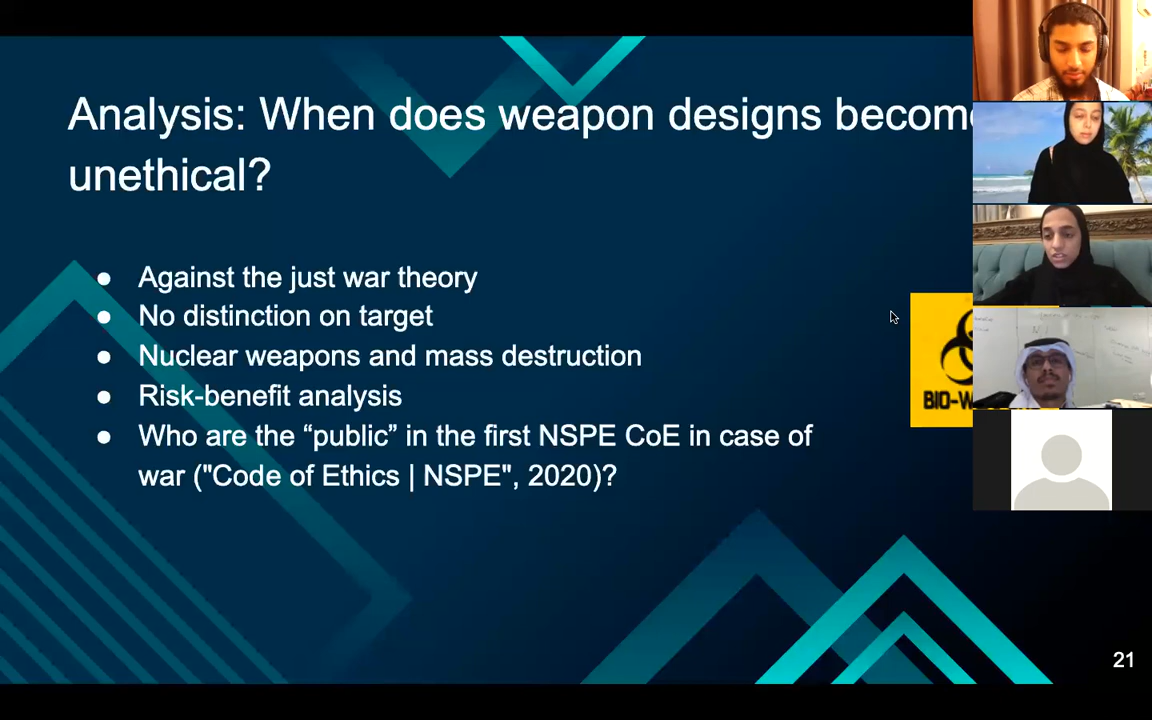 Analysis: When does weapon designs become
unethical?
● Against the just war theory
● No distinction on target
● Nuclear weapons and mass destruction
● Risk-benefit analysis
● Who are the “public” in the first NSPE CoE in case of
war ("Code of Ethics | NSPE", 2020)?
BIO-W
21